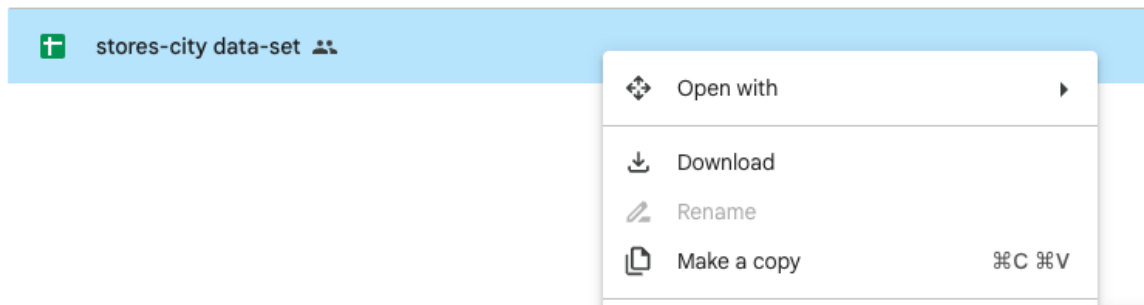 stores-city data-set
Open with
Download
Rename
Make a copy ⌘C ⌘V